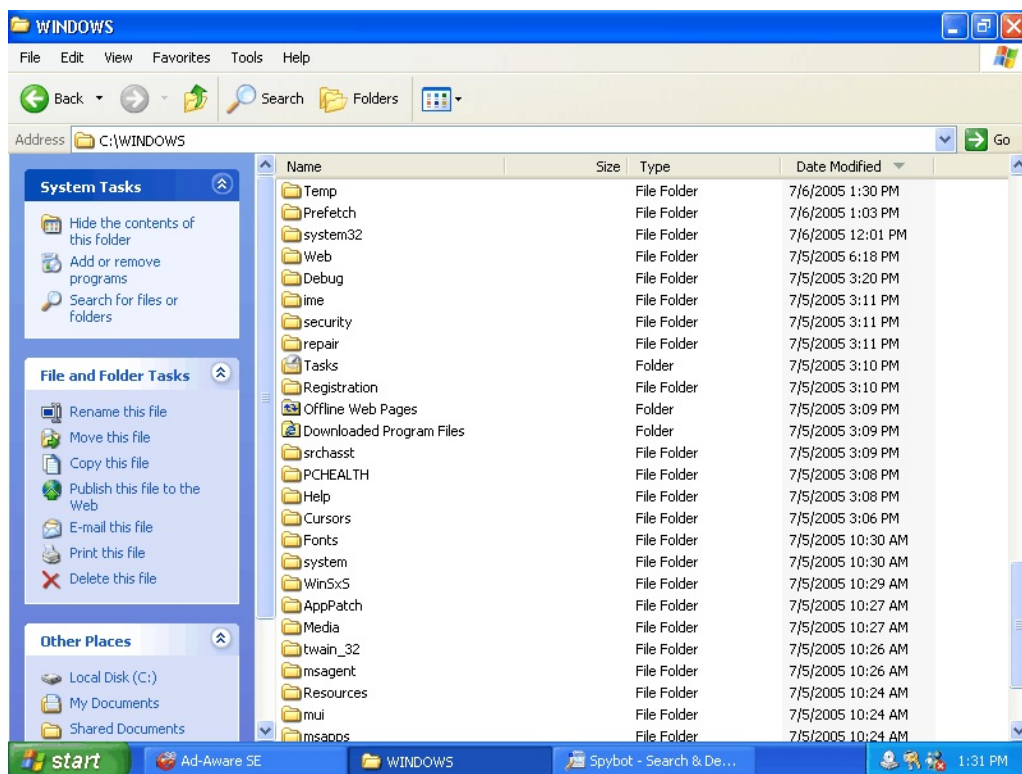 WINDOWS
File Edit View Favorites Tools Help
Back Search Folders
Address C:\WINDOWS Go
System Tasks
Hide the contents of
this folder
Add or remove
programs
Search for files or
folders
File and Folder Tasks
Rename this file
Move this file
Copy this file
Publish this file to the
Web
E-mail this file
Print this file
Delete this file
Other Places
Local Disk (C:)
My Documents
Shared Documents
Name Size Type Date Modified
Temp File Folder 7/6/2005 1:30 PM
Prefetch File Folder 7/6/2005 1:03 PM
system32 File Folder 7/6/2005 12:01 PM
Web File Folder 7/5/2005 6:18 PM
Debug File Folder 7/5/2005 3:20 PM
ime File Folder 7/5/2005 3:11 PM
security File Folder 7/5/2005 3:11 PM
repair File Folder 7/5/2005 3:11 PM
Tasks Folder 7/5/2005 3:10 PM
Registration File Folder 7/5/2005 3:10 PM
Offline Web Pages Folder 7/5/2005 3:09 PM
Downloaded Program Files Folder 7/5/2005 3:09 PM
srchasst File Folder 7/5/2005 3:09 PM
PCHEALTH File Folder 7/5/2005 3:08 PM
Help File Folder 7/5/2005 3:08 PM
Cursors File Folder 7/5/2005 3:06 PM
Fonts File Folder 7/5/2005 10:30 AM
system File Folder 7/5/2005 10:30 AM
WinSxS File Folder 7/5/2005 10:29 AM
AppPatch File Folder 7/5/2005 10:27 AM
Media File Folder 7/5/2005 10:27 AM
twain_32 File Folder 7/5/2005 10:26 AM
msagent File Folder 7/5/2005 10:26 AM
Resources File Folder 7/5/2005 10:24 AM
mui File Folder 7/5/2005 10:24 AM
msapps File Folder 7/5/2005 10:24 AM
start Ad-Aware SE WINDOWS Spybot - Search & De... 1:31 PM